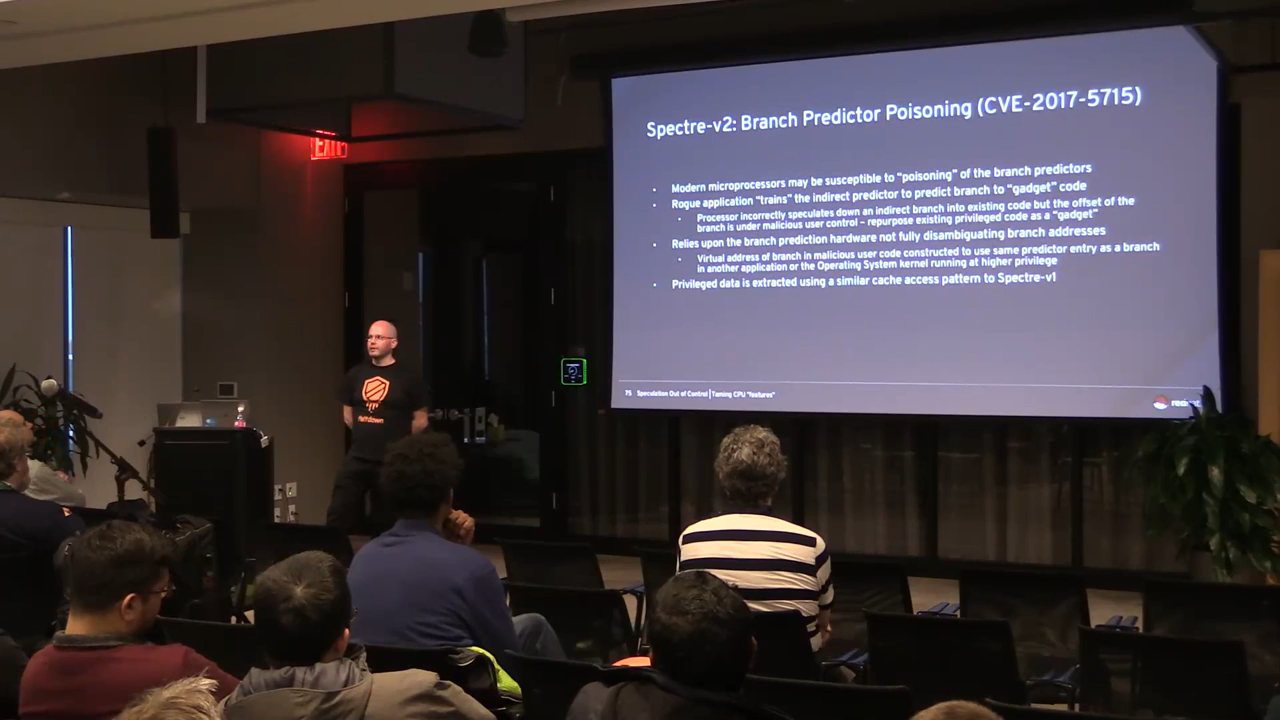 EXIT
Spectre-v2: Branch Predictor Poisoning (CVE-2017-5715)
• Modern microprocessors may be susceptible to “poisoning” of the branch predictors
• Rogue application “trains” the indirect predictor to predict branch to “gadget” code
• Processor incorrectly speculates down an indirect branch into existing code but the offset of the
branch is under malicious user control – repurpose existing privileged code as a “gadget”
• Relies upon the branch prediction hardware not fully disambiguating branch addresses
• Virtual address of branch in malicious user code constructed to use same predictor entry as a branch
in another application or the Operating System kernel running at higher privilege
• Privileged data is extracted using a similar cache access pattern to Spectre-v1
75 Speculation Out of Control | Taming CPU "features"
redhat
meltdown